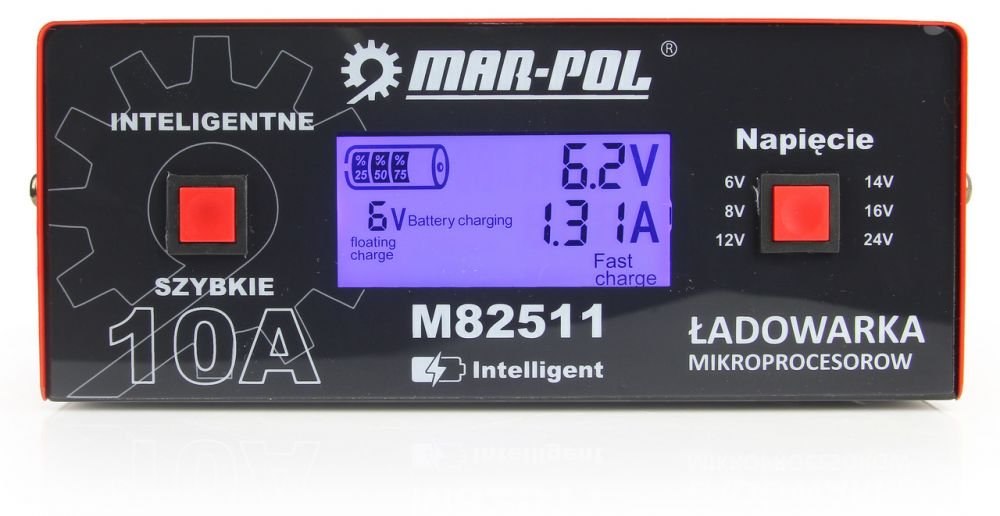 MAR-POL ®
INTELIGENTNE
SZYBKIE
10A
% % %
25 50 75
6.2V
6V Battery charging
1.31A
floating
charge
Fast
charge
Napięcie
6V 14V
8V 16V
12V 24V
M82511
Intelligent
ŁADOWARKA
MIKROPROCESOROW